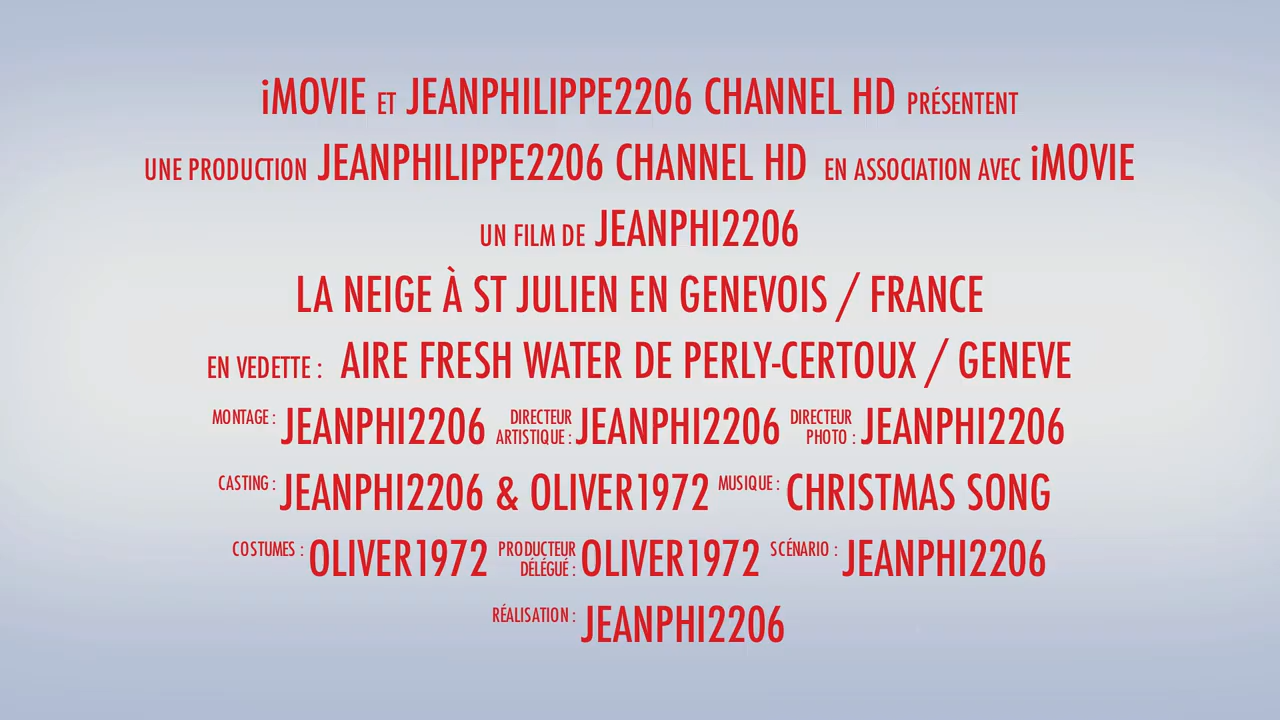 iMOVIE ET JEANPHILIPPE2206 CHANNEL HD PRÉSENTENT
UNE PRODUCTION JEANPHILIPPE2206 CHANNEL HD EN ASSOCIATION AVEC iMOVIE
UN FILM DE JEANPHI2206
LA NEIGE À ST JULIEN EN GENEVOIS / FRANCE
EN VEDETTE : AIRE FRESH WATER DE PERLY-CERTOUX / GENEVE
MONTAGE : JEANPHI2206 DIRECTEUR ARTISTIQUE : JEANPHI2206 DIRECTEUR PHOTO : JEANPHI2206
CASTING : JEANPHI2206 & OLIVER1972 MUSIQUE : CHRISTMAS SONG
COSTUMES : OLIVER1972 PRODUCTEUR DÉLÉGUÉ : OLIVER1972 SCÉNARIO : JEANPHI2206
RÉALISATION : JEANPHI2206